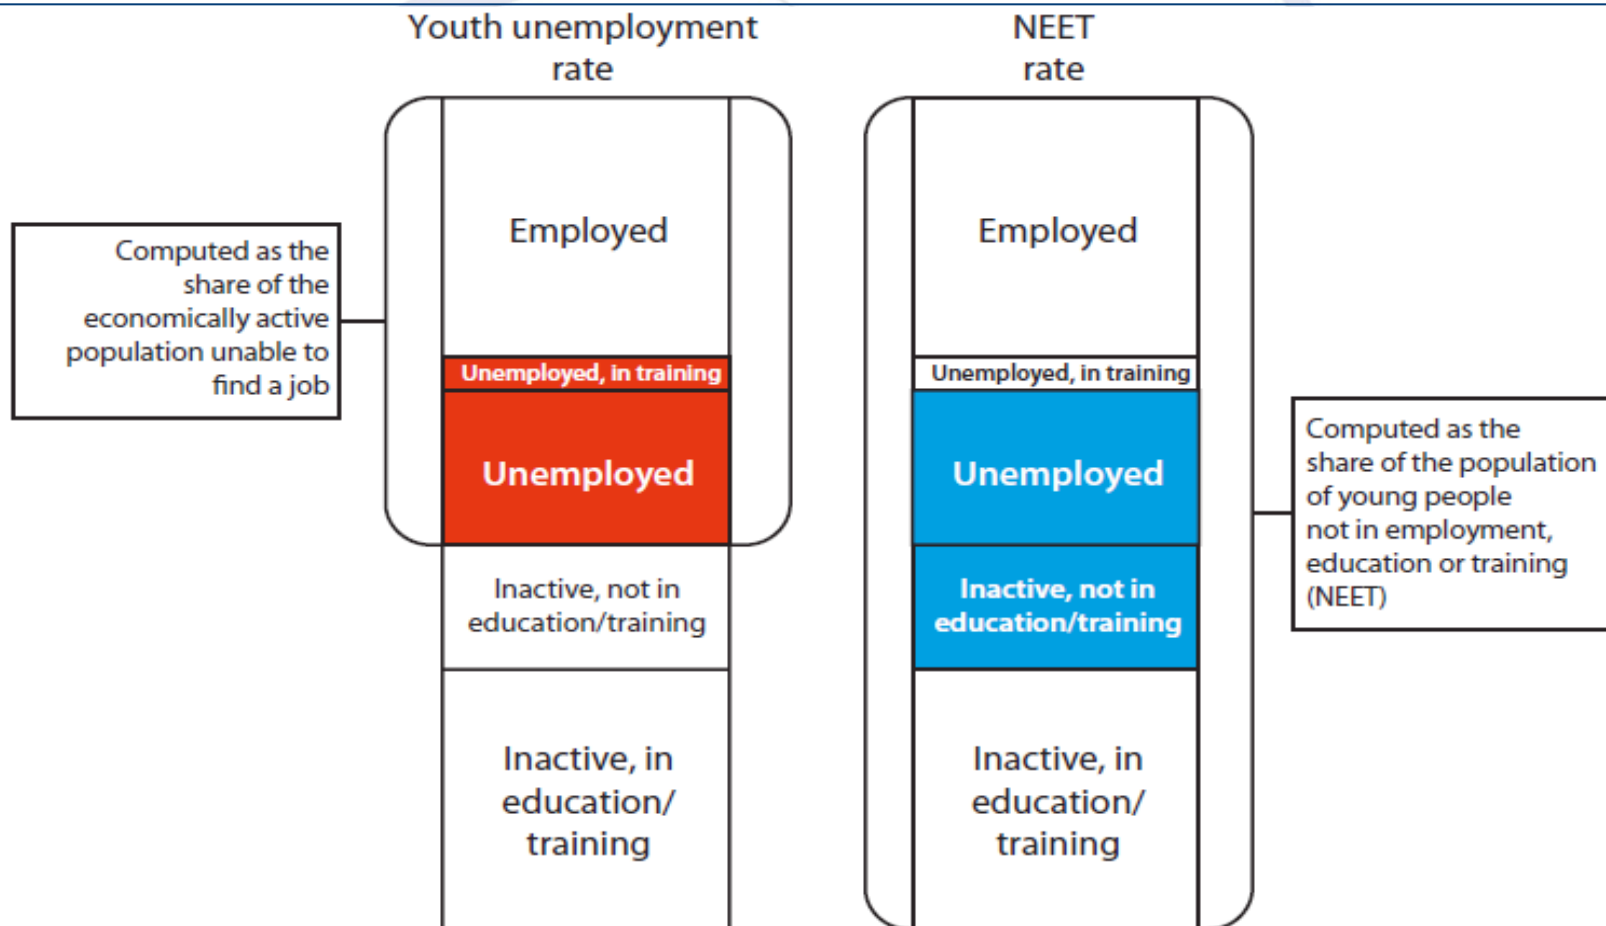 Youth unemployment
rate
NEET
rate
Computed as the
share of the
economically active
population unable to
find a job
Employed
Unemployed, in training
Unemployed
Inactive, not in
education/training
Inactive, in
education/
training
Employed
Unemployed, in training
Unemployed
Inactive, not in
education/training
Inactive, in
education/
training
Computed as the
share of the population
of young people
not in employment,
education or training
(NEET)